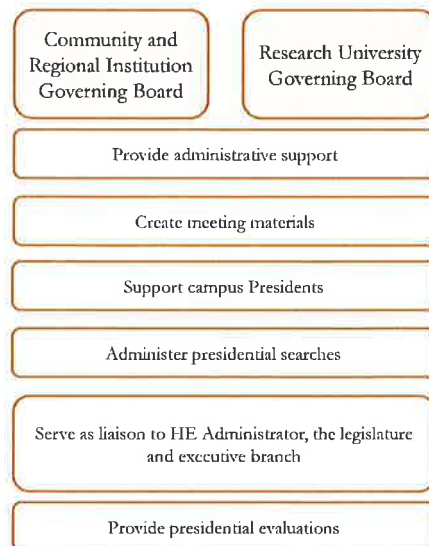 Community and
Regional Institution
Governing Board
Research University
Governing Board
Provide administrative support
Create meeting materials
Support campus Presidents
Administer presidential searches
Serve as liaison to HE Administrator, the legislature
and executive branch
Provide presidential evaluations